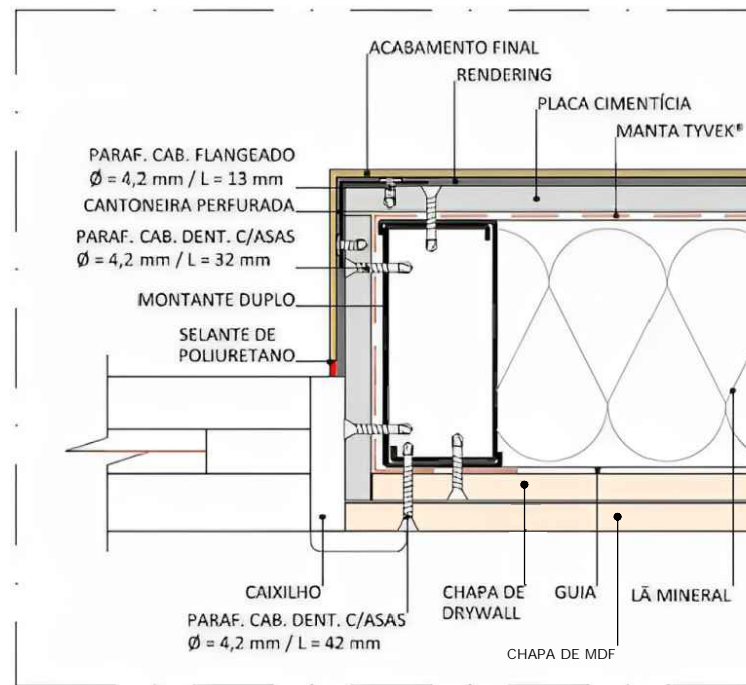 ACABAMENTO FINAL
RENDERING
PLACA CIMENTÍCIA
MANTA TYVEK®
PARAF. CAB. FLANGEADO
Ø = 4,2 mm / L = 13 mm
CANTONEIRA PERFURADA
PARAF. CAB. DENT. C/ASAS
Ø = 4,2 mm / L = 32 mm
MONTANTE DUPLO
SELANTE DE
POLIURETANO
CAIXILHO
CHAPA DE
DRYWALL
GUIA
LÃ MINERAL
PARAF. CAB. DENT. C/ASAS
Ø = 4,2 mm / L = 42 mm
CHAPA DE MDF